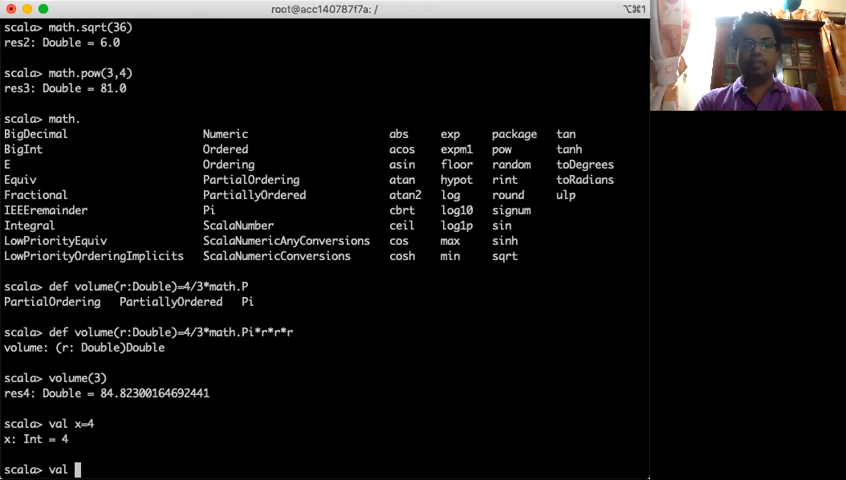 root@acc140787f7a: /
⌥⌘1
scala> math.sqrt(36)
res2: Double = 6.0
scala> math.pow(3,4)
res3: Double = 81.0
scala> math.
BigDecimal Numeric abs exp package tan
BigInt Ordered acos expm1 pow tanh
E Ordering asin floor random toDegrees
Equiv PartialOrdering atan hypot rint toRadians
Fractional PartiallyOrdered atan2 log round ulp
IEEEremainder Pi cbrt log10 signum
Integral ScalaNumber ceil log1p sin
LowPriorityEquiv ScalaNumericAnyConversions cos max sinh
LowPriorityOrderingImplicits ScalaNumericConversions cosh min sqrt
scala> def volume(r:Double)=4/3*math.P
PartialOrdering PartiallyOrdered Pi
scala> def volume(r:Double)=4/3*math.Pi*r*r*r
volume: (r: Double)Double
scala> volume(3)
res4: Double = 84.82300164692441
scala> val x=4
x: Int = 4
scala> val